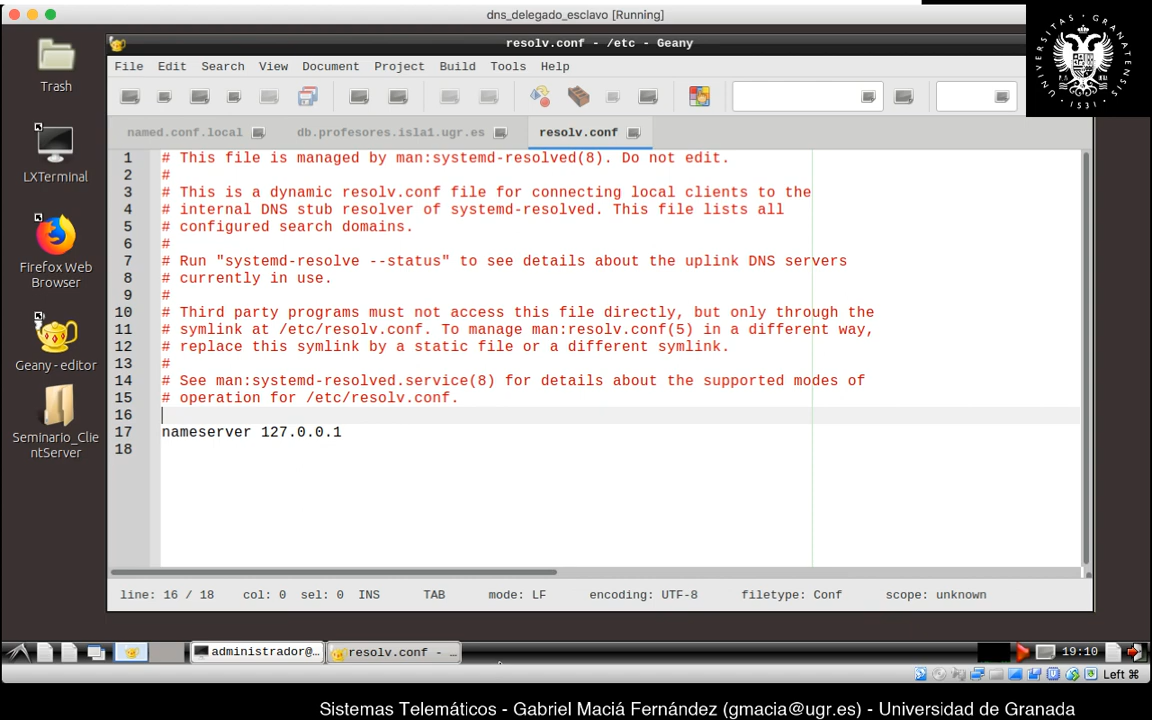 dns_delegado_esclavo [Running]
resolv.conf - /etc - Geany
UNIVERSITAS GRANATENSIS
1531
File Edit Search View Document Project Build Tools Help
Trash
LXTerminal
Firefox Web
Browser
Geany - editor
Seminario_Cli
entServer
named.conf.local db.profesores.isla1.ugr.es resolv.conf
1 # This file is managed by man:systemd-resolved(8). Do not edit.
2 #
3 # This is a dynamic resolv.conf file for connecting local clients to the
4 # internal DNS stub resolver of systemd-resolved. This file lists all
5 # configured search domains.
6 #
7 # Run "systemd-resolve --status" to see details about the uplink DNS servers
8 # currently in use.
9 #
10 # Third party programs must not access this file directly, but only through the
11 # symlink at /etc/resolv.conf. To manage man:resolv.conf(5) in a different way,
12 # replace this symlink by a static file or a different symlink.
13 #
14 # See man:systemd-resolved.service(8) for details about the supported modes of
15 # operation for /etc/resolv.conf.
16
17 nameserver 127.0.0.1
18
line: 16 / 18 col: 0 sel: 0 INS TAB mode: LF encoding: UTF-8 filetype: Conf scope: unknown
administrador@... resolv.conf - ... 19:10
Left ⌘
Sistemas Telemáticos - Gabriel Maciá Fernández (gmacia@ugr.es) - Universidad de Granada